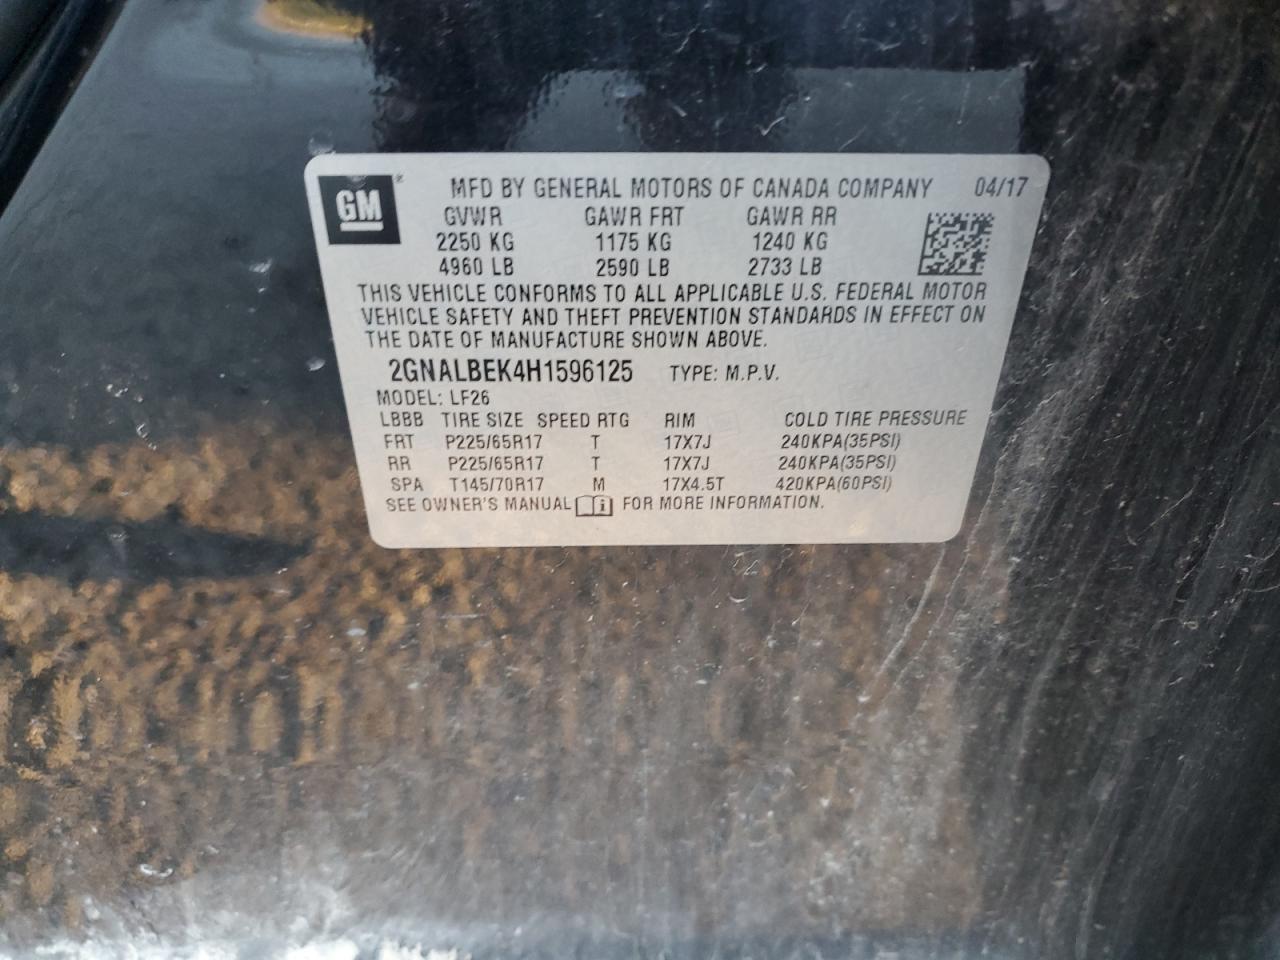 GM ® MFD BY GENERAL MOTORS OF CANADA COMPANY 04/17
GVWR GAWR FRT GAWR RR
2250 KG 1175 KG 1240 KG
4960 LB 2590 LB 2733 LB
THIS VEHICLE CONFORMS TO ALL APPLICABLE U.S. FEDERAL MOTOR
VEHICLE SAFETY AND THEFT PREVENTION STANDARDS IN EFFECT ON
THE DATE OF MANUFACTURE SHOWN ABOVE.
2GNALBEK4H1596125 TYPE: M.P.V.
MODEL: LF26
LBBB TIRE SIZE SPEED RTG RIM COLD TIRE PRESSURE
FRT P225/65R17 T 17X7J 240KPA(35PSI)
RR P225/65R17 T 17X7J 240KPA(35PSI)
SPA T145/70R17 M 17X4.5T 420KPA(60PSI)
SEE OWNER'S MANUAL i FOR MORE INFORMATION.